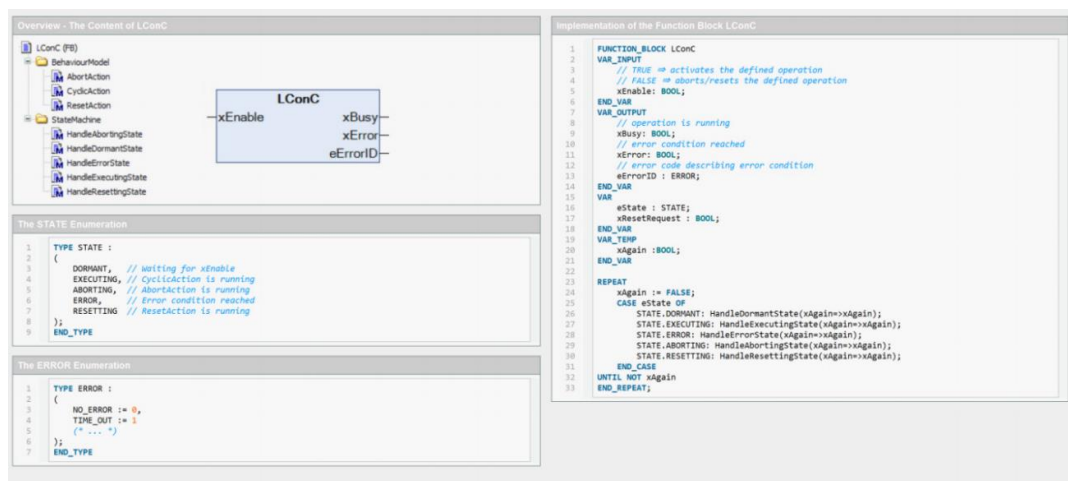 Overview - The Content of LConC
LConC (FB)
BehaviourModel
AbortAction
CyclicAction
ResetAction
StateMachine
HandleAbortingState
HandleDormantState
HandleErrorState
HandleExecutingState
HandleResettingState
LConC
xEnable xBusy
xError
eErrorID
The STATE Enumeration
1 TYPE STATE :
2 (
3 DORMANT, // Waiting for xEnable
4 EXECUTING, // CyclicAction is running
5 ABORTING, // AbortAction is running
6 ERROR, // Error condition reached
7 RESETTING // ResetAction is running
8 );
9 END_TYPE
The ERROR Enumeration
1 TYPE ERROR :
2 (
3 NO_ERROR := 0,
4 TIME_OUT := 1
5 (* ... *)
6 );
7 END_TYPE
Implementation of the Function Block LConC
1 FUNCTION_BLOCK LConC
2 VAR_INPUT
3 // TRUE ⇒ activates the defined operation
4 // FALSE ⇒ aborts/resets the defined operation
5 xEnable: BOOL;
6 END_VAR
7 VAR_OUTPUT
8 // operation is running
9 xBusy: BOOL;
10 // error condition reached
11 xError: BOOL;
12 // error code describing error condition
13 eErrorID : ERROR;
14 END_VAR
15 VAR
16 eState : STATE;
17 xResetRequest : BOOL;
18 END_VAR
19 VAR_TEMP
20 xAgain :BOOL;
21 END_VAR
22
23 REPEAT
24 xAgain := FALSE;
25 CASE eState OF
26 STATE.DORMANT: HandleDormantState(xAgain=>xAgain);
27 STATE.EXECUTING: HandleExecutingState(xAgain=>xAgain);
28 STATE.ERROR: HandleErrorState(xAgain=>xAgain);
29 STATE.ABORTING: HandleAbortingState(xAgain=>xAgain);
30 STATE.RESETTING: HandleResettingState(xAgain=>xAgain);
31 END_CASE
32 UNTIL NOT xAgain
33 END_REPEAT;